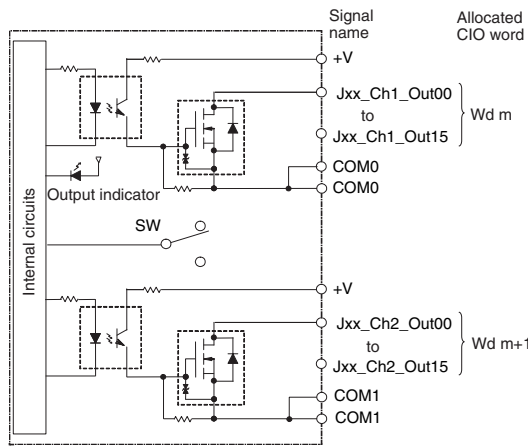 Signal name
Allocated CIO word
+V
Jxx_Ch1_Out00
to
Wd m
Jxx_Ch1_Out15
COM0
COM0
Output indicator
SW
Internal circuits
+V
Jxx_Ch2_Out00
to
Wd m+1
Jxx_Ch2_Out15
COM1
COM1